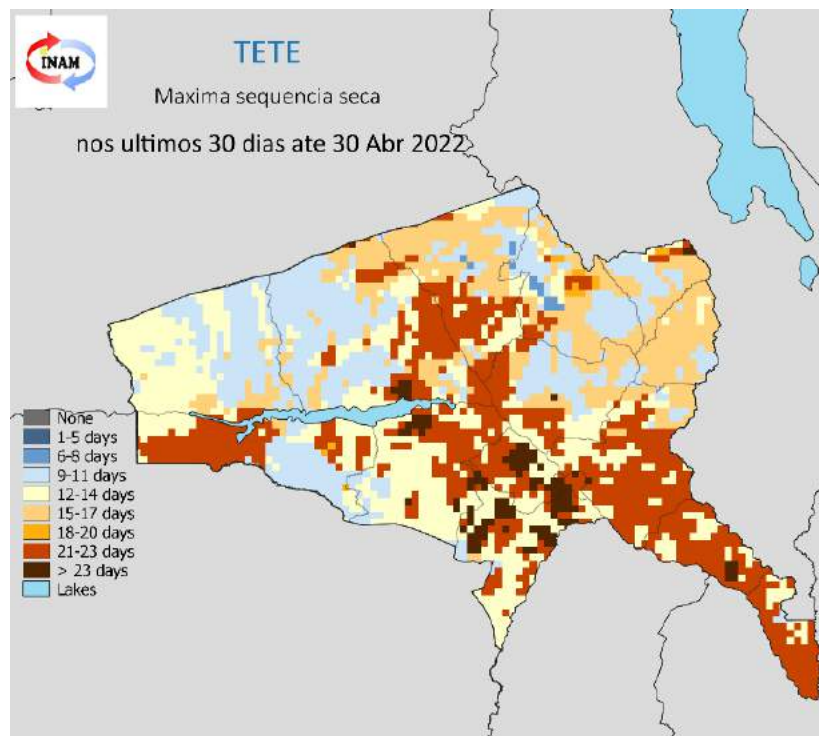 INAM
TETE
Maxima sequencia seca
nos ultimos 30 dias ate 30 Abr 2022
None
1-5 days
6-8 days
9-11 days
12-14 days
15-17 days
18-20 days
21-23 days
> 23 days
Lakes